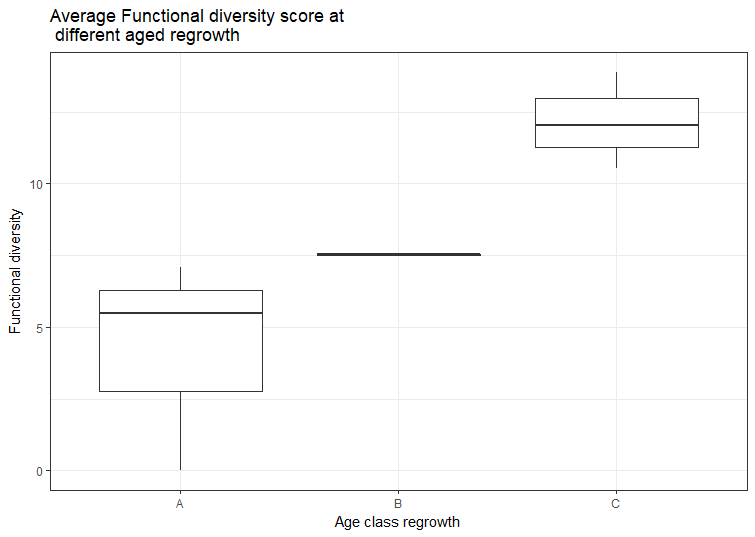 Average Functional diversity score at
different aged regrowth
10
5
0
Functional diversity
A B C
Age class regrowth